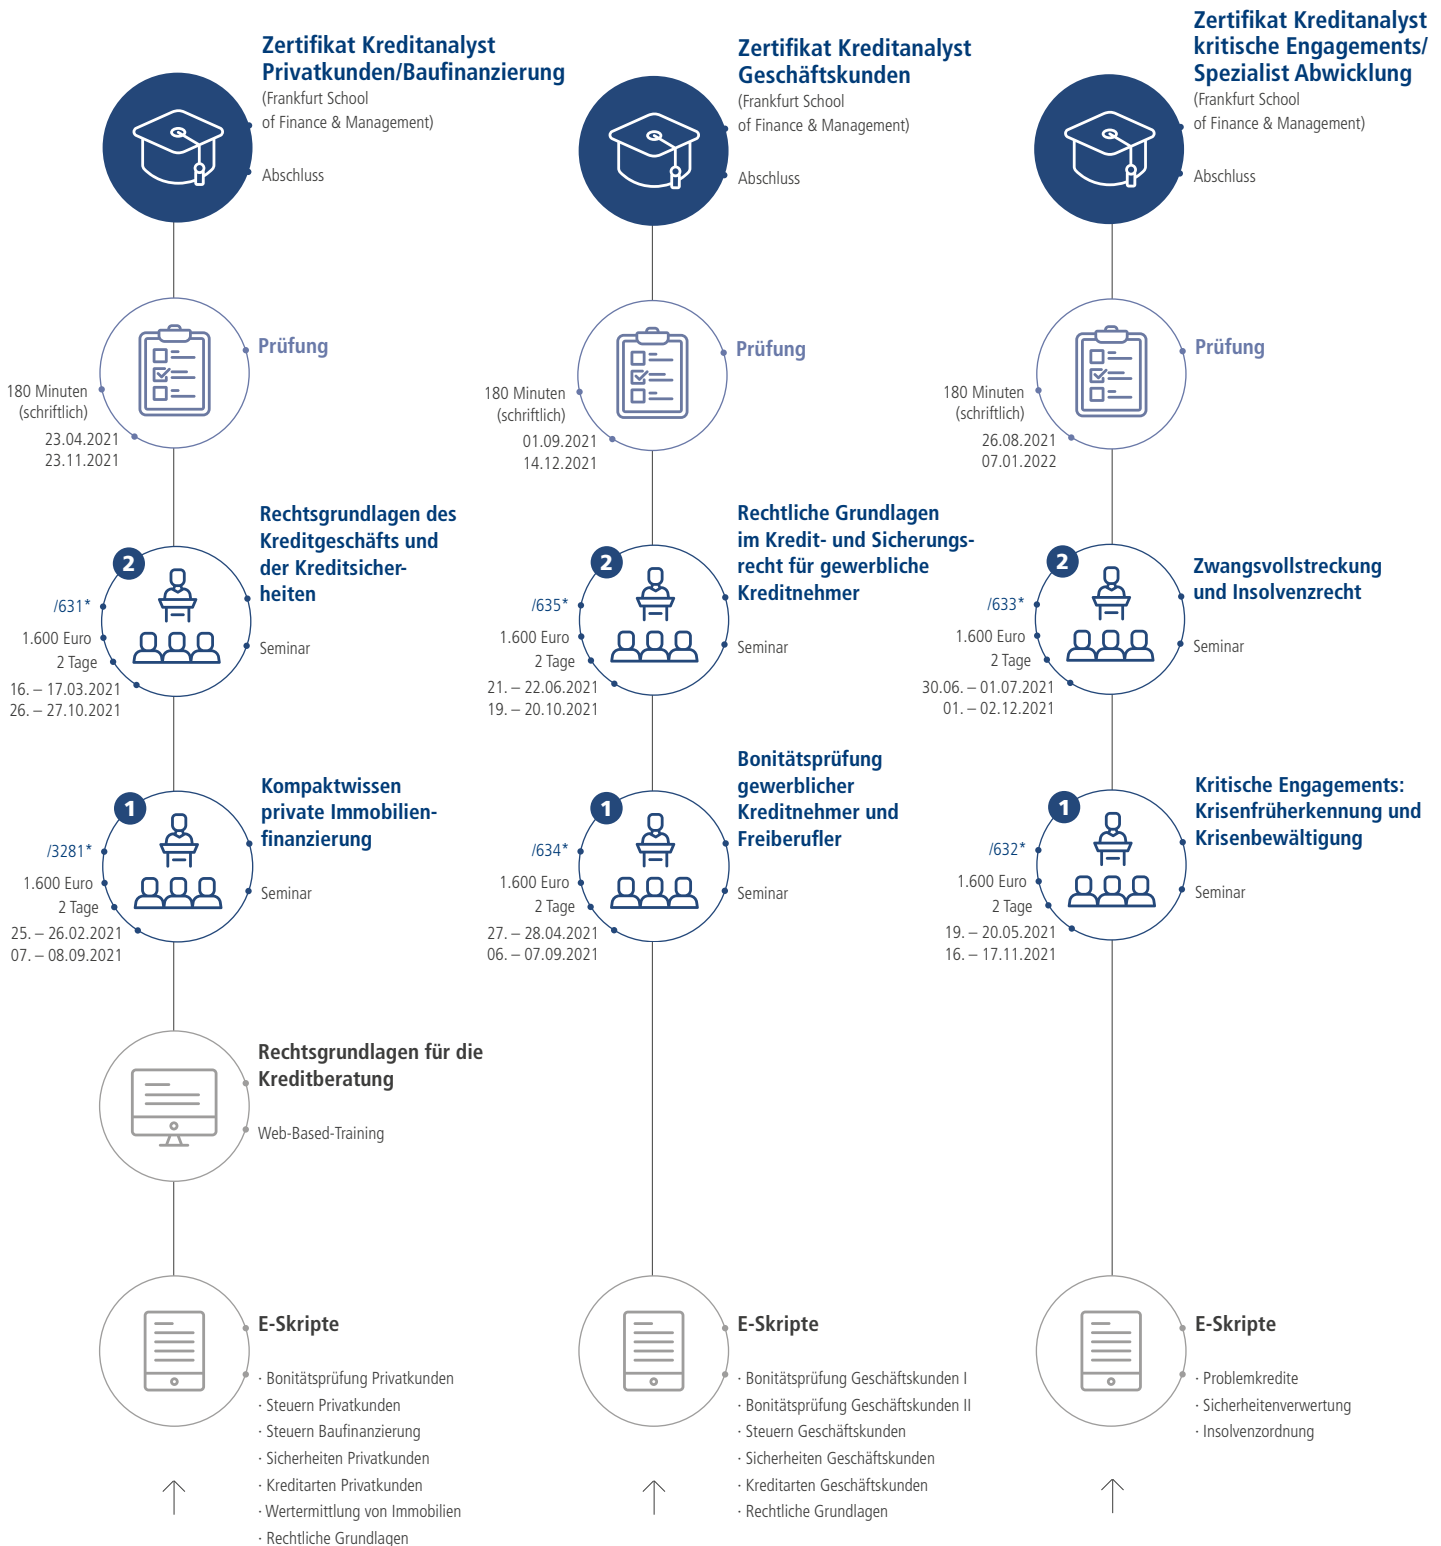 Zertifikat Kreditanalyst
Privatkunden/Baufinanzierung
(Frankfurt School
of Finance & Management)
Abschluss
Prüfung
180 Minuten
(schriftlich)
23.04.2021
23.11.2021
Rechtsgrundlagen des
Kreditgeschäfts und
der Kreditsicher-
heiten
2
/631*
1.600 Euro
2 Tage
16. – 17.03.2021
26. – 27.10.2021
Seminar
Kompaktwissen
private Immobilien-
finanzierung
1
/3281*
1.600 Euro
2 Tage
25. – 26.02.2021
07. – 08.09.2021
Seminar
Rechtsgrundlagen für die
Kreditberatung
Web-Based-Training
E-Skripte
· Bonitätsprüfung Privatkunden
· Steuern Privatkunden
· Steuern Baufinanzierung
· Sicherheiten Privatkunden
· Kreditarten Privatkunden
· Wertermittlung von Immobilien
· Rechtliche Grundlagen
Zertifikat Kreditanalyst
Geschäftskunden
(Frankfurt School
of Finance & Management)
Abschluss
Prüfung
180 Minuten
(schriftlich)
01.09.2021
14.12.2021
Rechtliche Grundlagen
im Kredit- und Sicherungs-
recht für gewerbliche
Kreditnehmer
2
/635*
1.600 Euro
2 Tage
21. – 22.06.2021
19. – 20.10.2021
Seminar
Bonitätsprüfung
gewerblicher
Kreditnehmer und
Freiberufler
1
/634*
1.600 Euro
2 Tage
27. – 28.04.2021
06. – 07.09.2021
Seminar
E-Skripte
· Bonitätsprüfung Geschäftskunden I
· Bonitätsprüfung Geschäftskunden II
· Steuern Geschäftskunden
· Sicherheiten Geschäftskunden
· Kreditarten Geschäftskunden
· Rechtliche Grundlagen
Zertifikat Kreditanalyst
kritische Engagements/
Spezialist Abwicklung
(Frankfurt School
of Finance & Management)
Abschluss
Prüfung
180 Minuten
(schriftlich)
26.08.2021
07.01.2022
Zwangsvollstreckung
und Insolvenzrecht
2
/633*
1.600 Euro
2 Tage
30.06. – 01.07.2021
01. – 02.12.2021
Seminar
Kritische Engagements:
Krisenfrüherkennung und
Krisenbewältigung
1
/632*
1.600 Euro
2 Tage
19. – 20.05.2021
16. – 17.11.2021
Seminar
E-Skripte
· Problemkredite
· Sicherheitenverwertung
· Insolvenzordnung